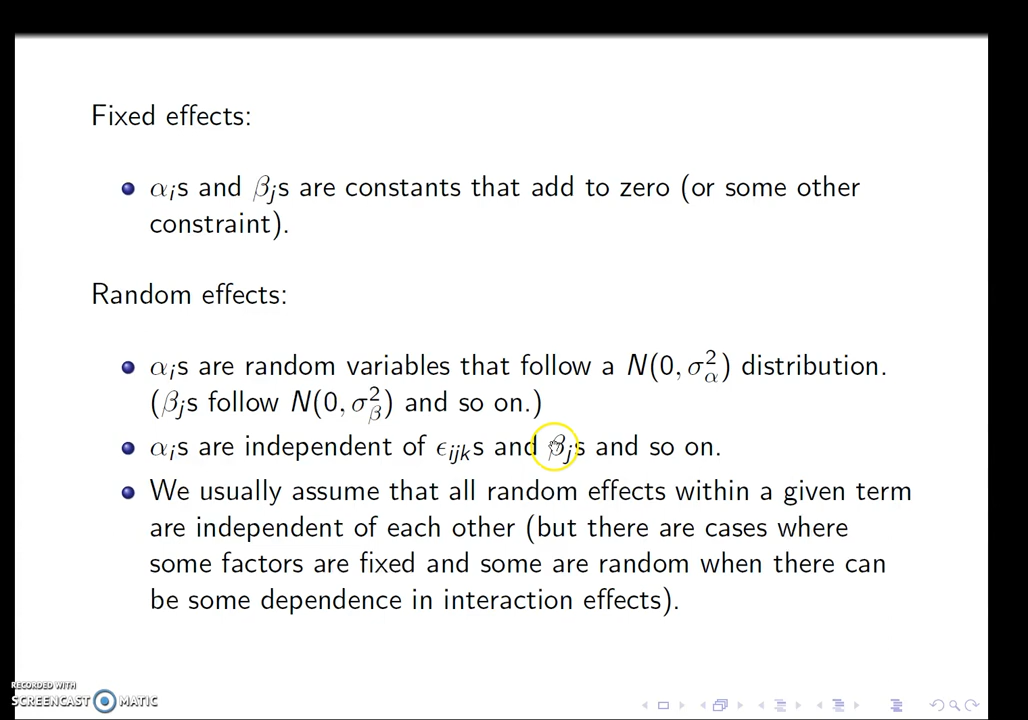 Fixed effects:
αᵢs and βⱼs are constants that add to zero (or some other
constraint).
Random effects:
αᵢs are random variables that follow a N(0, σ²_α) distribution.
(βⱼs follow N(0, σ²_β) and so on.)
αᵢs are independent of ϵᵢⱼₖs and βⱼs and so on.
We usually assume that all random effects within a given term
are independent of each other (but there are cases where
some factors are fixed and some are random when there can
be some dependence in interaction effects).
RECORDED WITH
SCREENCAST MATIC